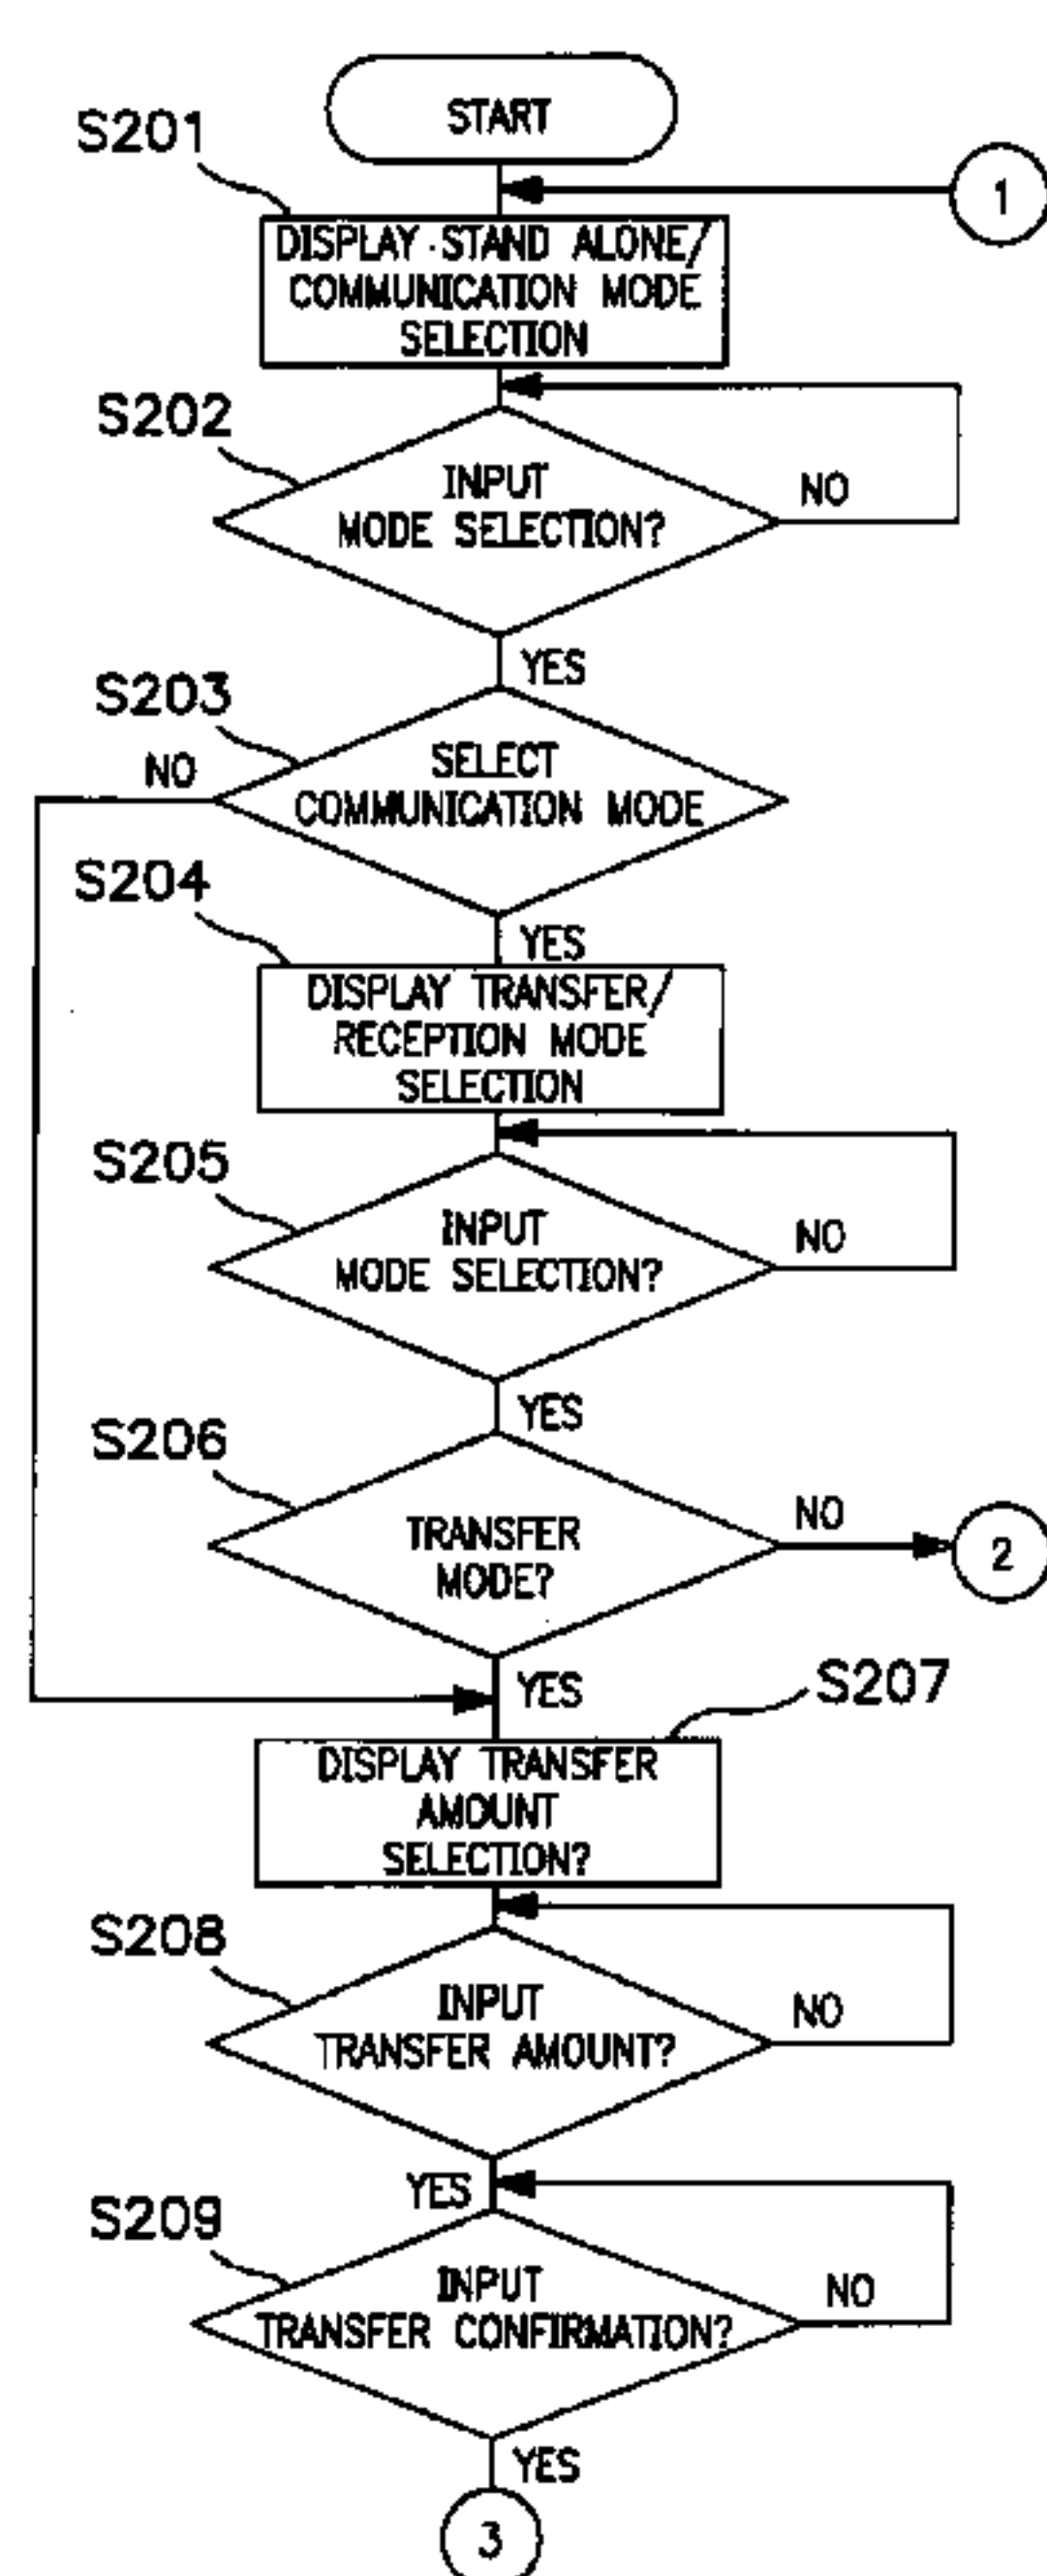 START
S201
1
DISPLAY STAND ALONE/
COMMUNICATION MODE
SELECTION
S202
INPUT
MODE SELECTION?
NO
YES
S203
NO
SELECT
COMMUNICATION MODE
S204
YES
DISPLAY TRANSFER/
RECEPTION MODE
SELECTION
S205
INPUT
MODE SELECTION?
NO
YES
S206
TRANSFER
MODE?
NO
2
YES
S207
DISPLAY TRANSFER
AMOUNT
SELECTION?
S208
INPUT
TRANSFER AMOUNT?
NO
YES
S209
INPUT
TRANSFER CONFIRMATION?
NO
YES
3